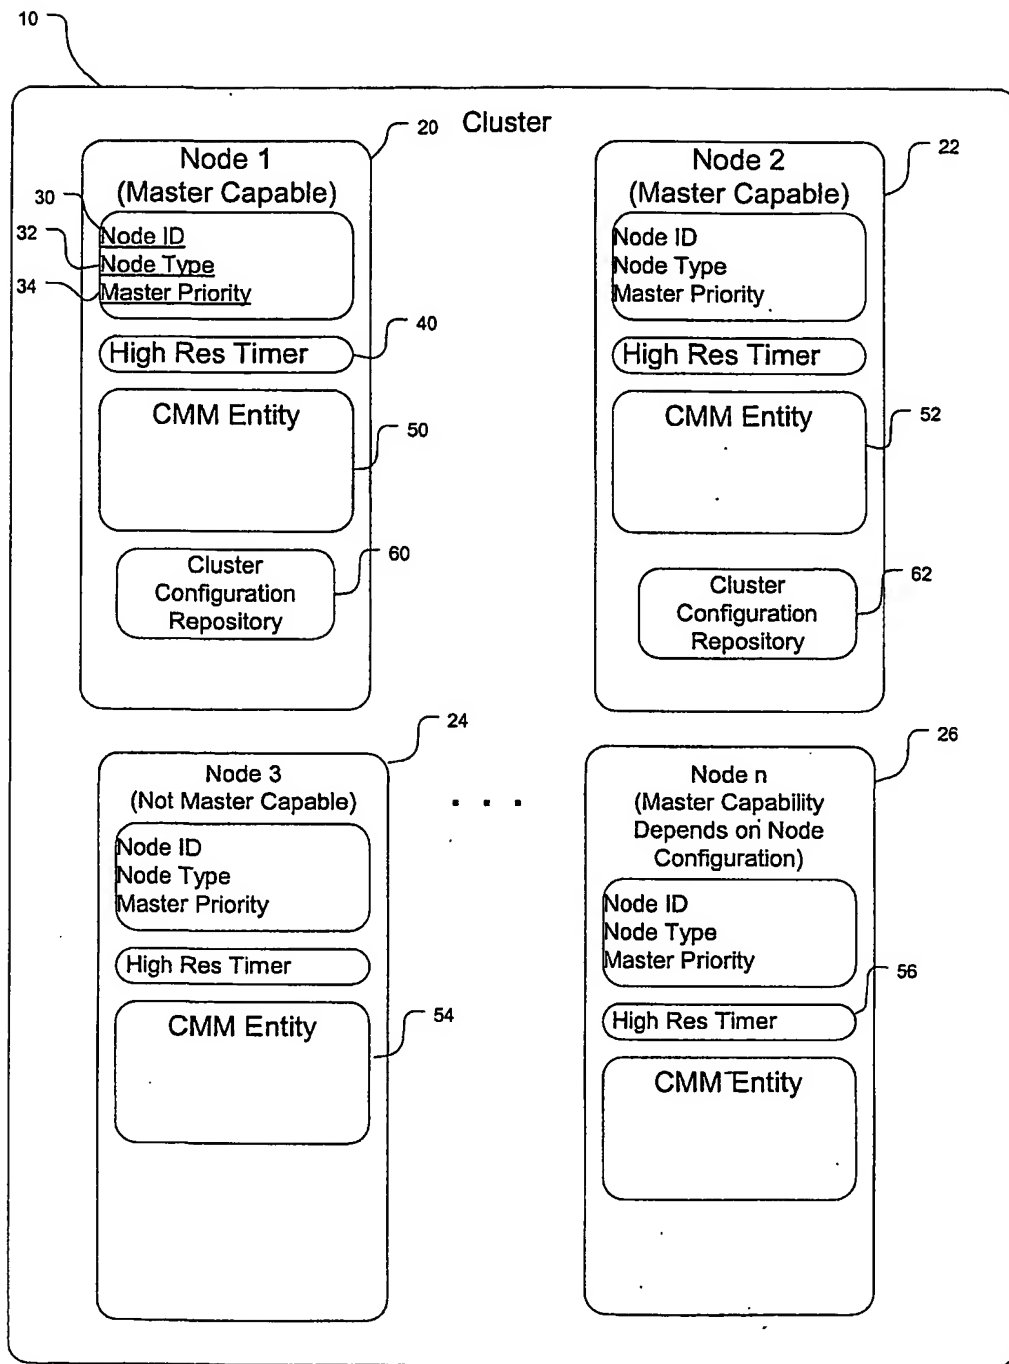 10
Cluster
20
Node 1
(Master Capable)
30
Node ID
32
Node Type
34
Master Priority
40
High Res Timer
CMM Entity
50
60
Cluster
Configuration
Repository
22
Node 2
(Master Capable)
Node ID
Node Type
Master Priority
High Res Timer
CMM Entity
52
62
Cluster
Configuration
Repository
24
Node 3
(Not Master Capable)
Node ID
Node Type
Master Priority
High Res Timer
CMM Entity
54
. . .
26
Node n
(Master Capability
Depends on Node
Configuration)
Node ID
Node Type
Master Priority
56
High Res Timer
CMM Entity